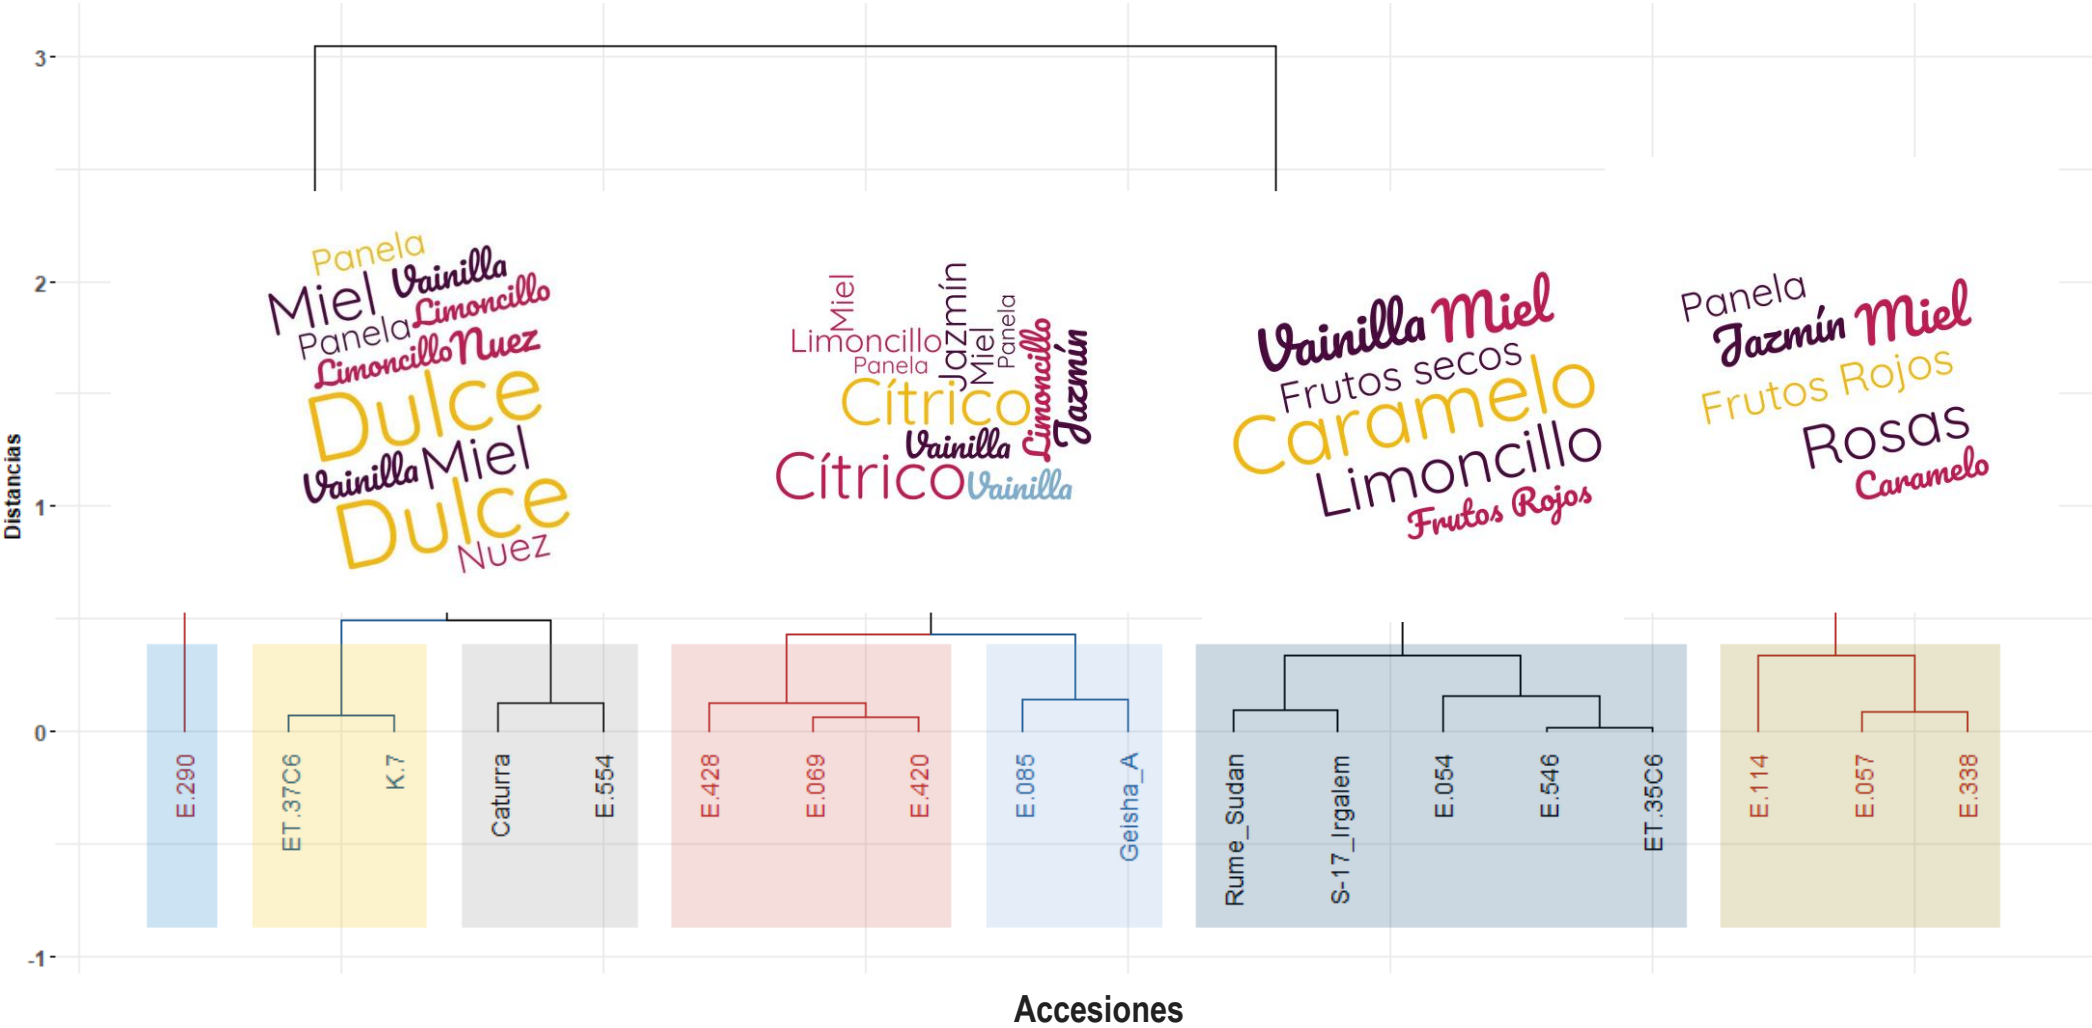 3
2
1
0
-1
Distancias
Panela
Miel Vainilla
Panela Limoncillo
Limoncillo Nuez
Dulce
Vainilla Miel
Dulce
Nuez
Miel
Limoncillo
Panela
Jazmín
Miel
Panela
Cítrico
Limoncillo
Jazmín
Vainilla
Cítrico Vainilla
Vainilla Miel
Frutos secos
Caramelo
Limoncillo
Frutos Rojos
Panela
Jazmín Miel
Frutos Rojos
Rosas
Caramelo
E.290
ET.37C6
K.7
Caturra
E.554
E.428
E.069
E.420
E.085
Geisha_A
Rume_Sudan
S-17_Irgalem
E.054
E.546
ET.35C6
E.114
E.057
E.338
Accesiones